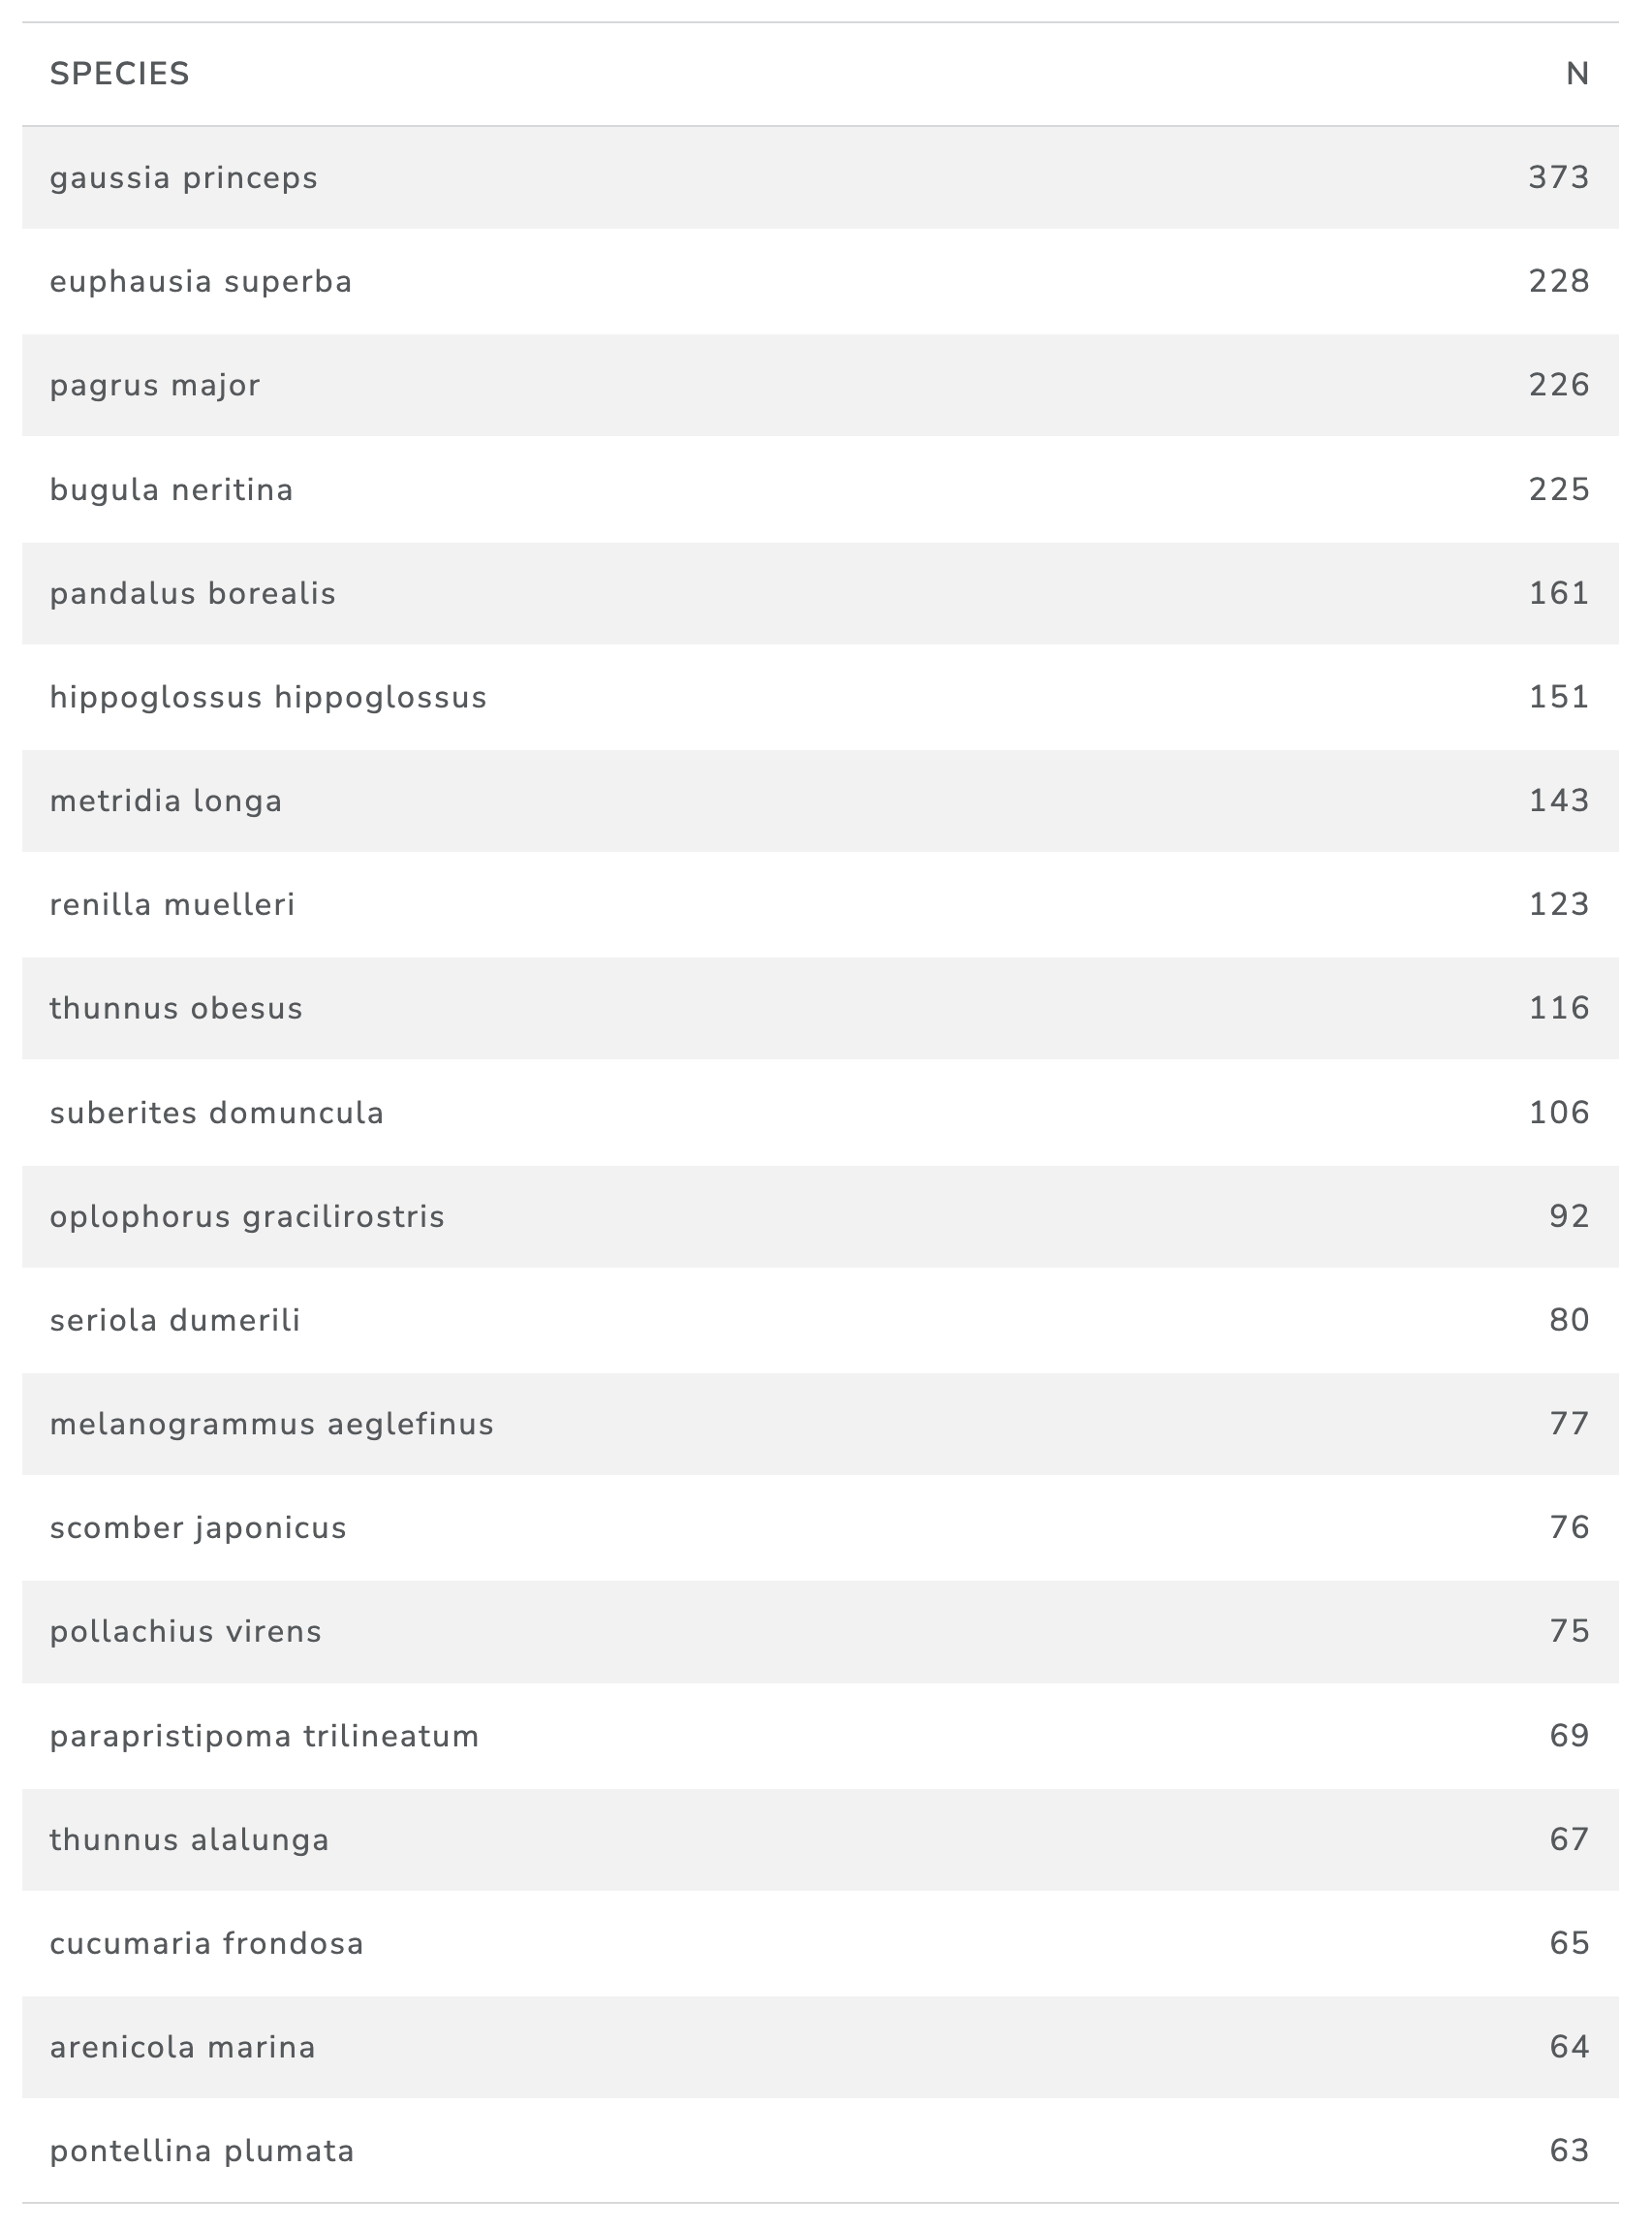 SPECIES N
gaussia princeps 373
euphausia superba 228
pagrus major 226
bugula neritina 225
pandalus borealis 161
hippoglossus hippoglossus 151
metridia longa 143
renilla muelleri 123
thunnus obesus 116
suberites domuncula 106
oplophorus gracilirostris 92
seriola dumerili 80
melanogrammus aeglefinus 77
scomber japonicus 76
pollachius virens 75
parapristipoma trilineatum 69
thunnus alalunga 67
cucumaria frondosa 65
arenicola marina 64
pontellina plumata 63